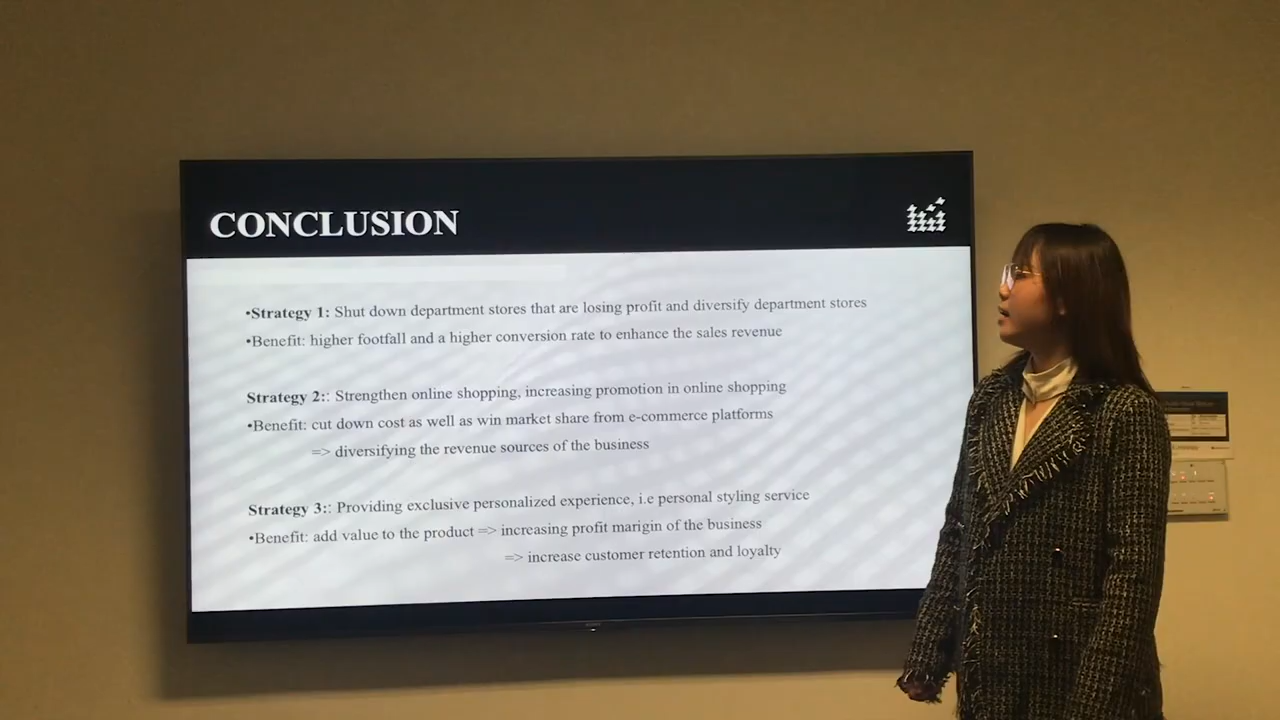 CONCLUSION
•Strategy 1: Shut down department stores that are losing profit and diversify department stores
•Benefit: higher footfall and a higher conversion rate to enhance the sales revenue
Strategy 2:: Strengthen online shopping, increasing promotion in online shopping
•Benefit: cut down cost as well as win market share from e-commerce platforms
=> diversifying the revenue sources of the business
Strategy 3:: Providing exclusive personalized experience, i.e personal styling service
•Benefit: add value to the product => increasing profit marigin of the business
=> increase customer retention and loyalty